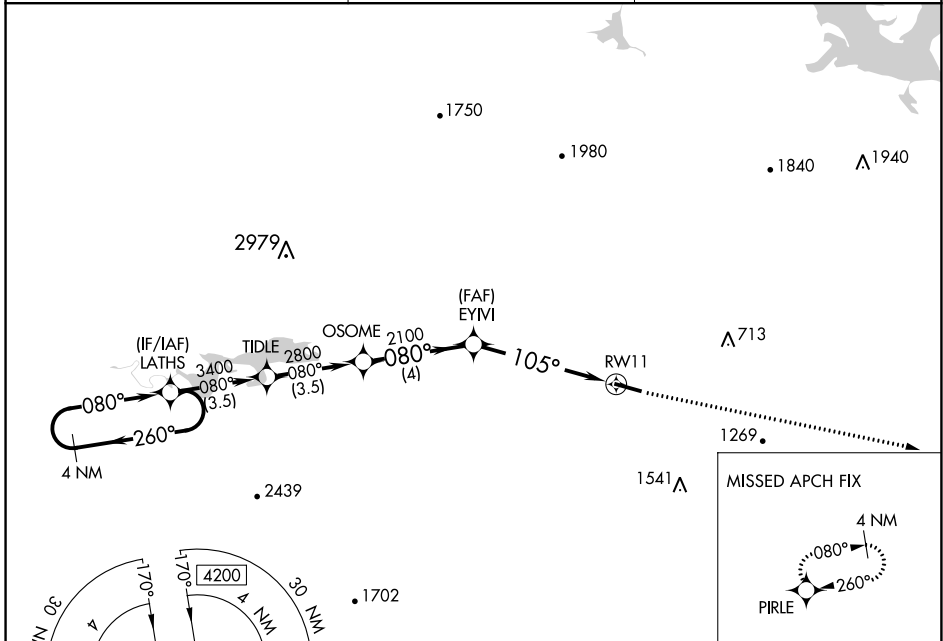 1750
1980
1840
1940
2979
(FAF)
EYIVI
OSOME
2100
080°
(4)
(IF/IAF)
LATHS
TIDLE
3400
080°
(3.5)
2800
080°
(3.5)
105°
RW11
713
080°
260°
4 NM
1269
1541
2439
MISSED APCH FIX
4 NM
080°
260°
PIRLE
170°
170°
4200
30 NM
4 NM
30 NM
4
1702